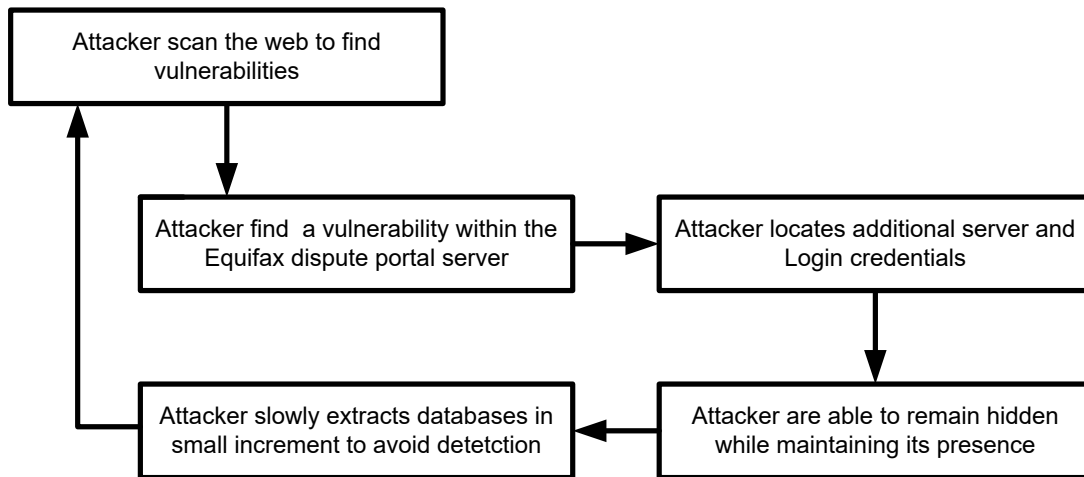 Attacker scan the web to find
vulnerabilities
Attacker find  a vulnerability within the
Equifax dispute portal server
Attacker locates additional server and
Login credentials
Attacker are able to remain hidden
while maintaining its presence
Attacker slowly extracts databases in
small increment to avoid detetction